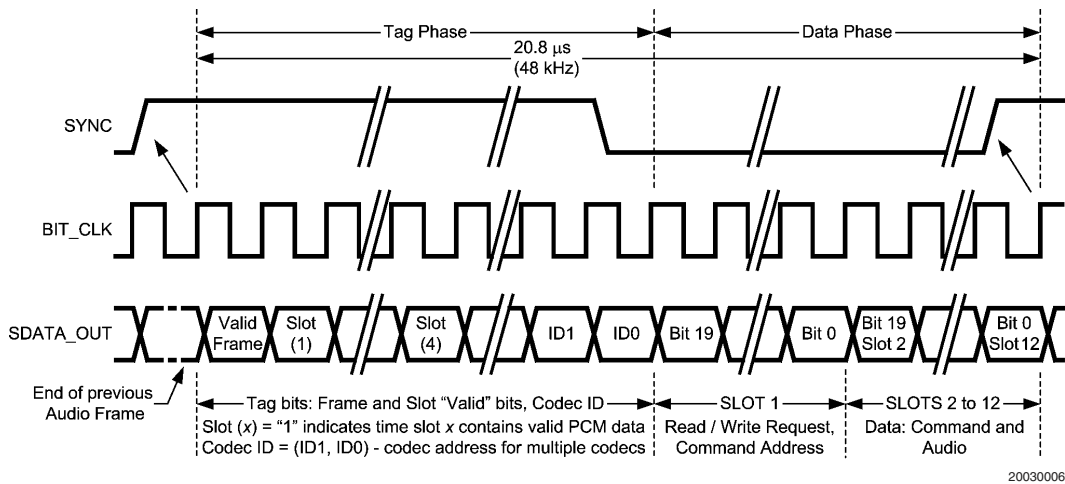 Tag Phase
Data Phase
20.8 µs
(48 kHz)
SYNC
BIT_CLK
SDATA_OUT
Valid
Frame
Slot
(1)
Slot
(4)
ID1
ID0
Bit 19
Bit 0
Bit 19
Slot 2
Bit 0
Slot 12
End of previous
Audio Frame
Tag bits: Frame and Slot “Valid” bits, Codec ID
Slot (x) = “1” indicates time slot x contains valid PCM data
Codec ID = (ID1, ID0) - codec address for multiple codecs
SLOT 1
Read / Write Request,
Command Address
SLOTS 2 to 12
Data: Command and
Audio
20030006